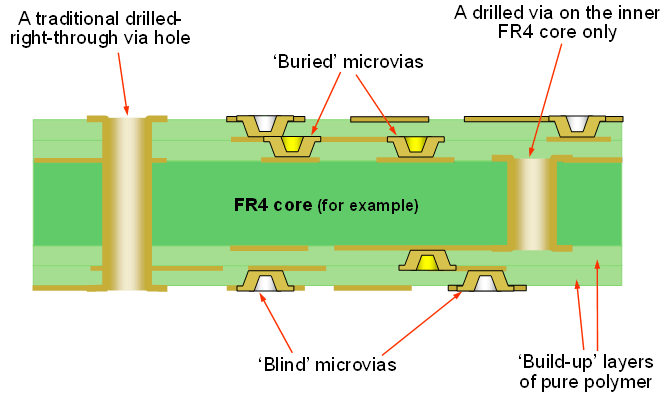 A traditional drilled-
right-through via hole
A drilled via on the inner
FR4 core only
‘Buried’ microvias
FR4 core (for example)
‘Blind’ microvias
‘Build-up’ layers
of pure polymer